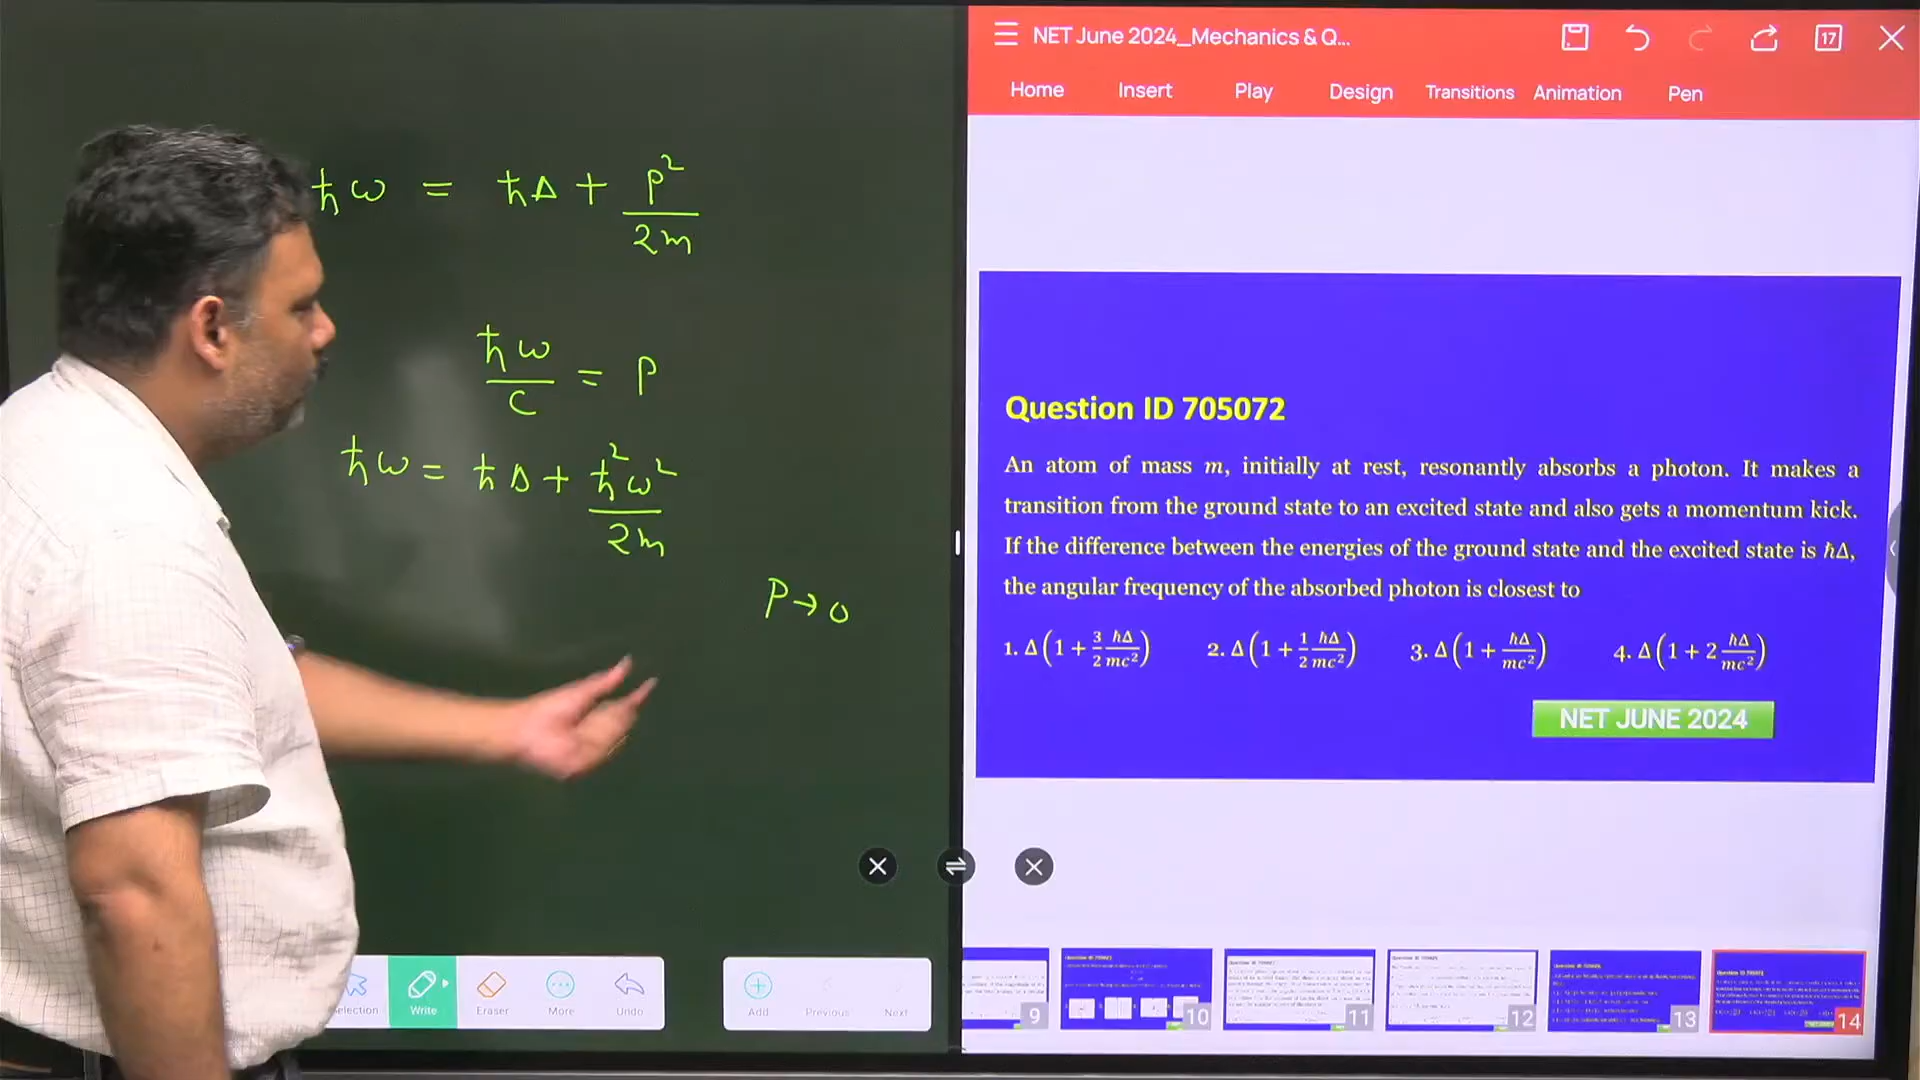 ħω = ħΔ + P²/2m
ħω/c = P
ħω = ħΔ + ħ²ω²/2m
P → 0
Write
Eraser
More
Undo
Add
Previous
Next
NET June 2024_Mechanics & Q...
17
Home Insert Play Design Transitions Animation Pen
Question ID 705072
An atom of mass m, initially at rest, resonantly absorbs a photon. It makes a
transition from the ground state to an excited state and also gets a momentum kick.
If the difference between the energies of the ground state and the excited state is ħΔ,
the angular frequency of the absorbed photon is closest to
1. Δ(1 + 3/2 ħΔ/mc²) 2. Δ(1 + 1/2 ħΔ/mc²) 3. Δ(1 + ħΔ/mc²) 4. Δ(1 + 2 ħΔ/mc²)
NET JUNE 2024
9 10 11 12 13 14